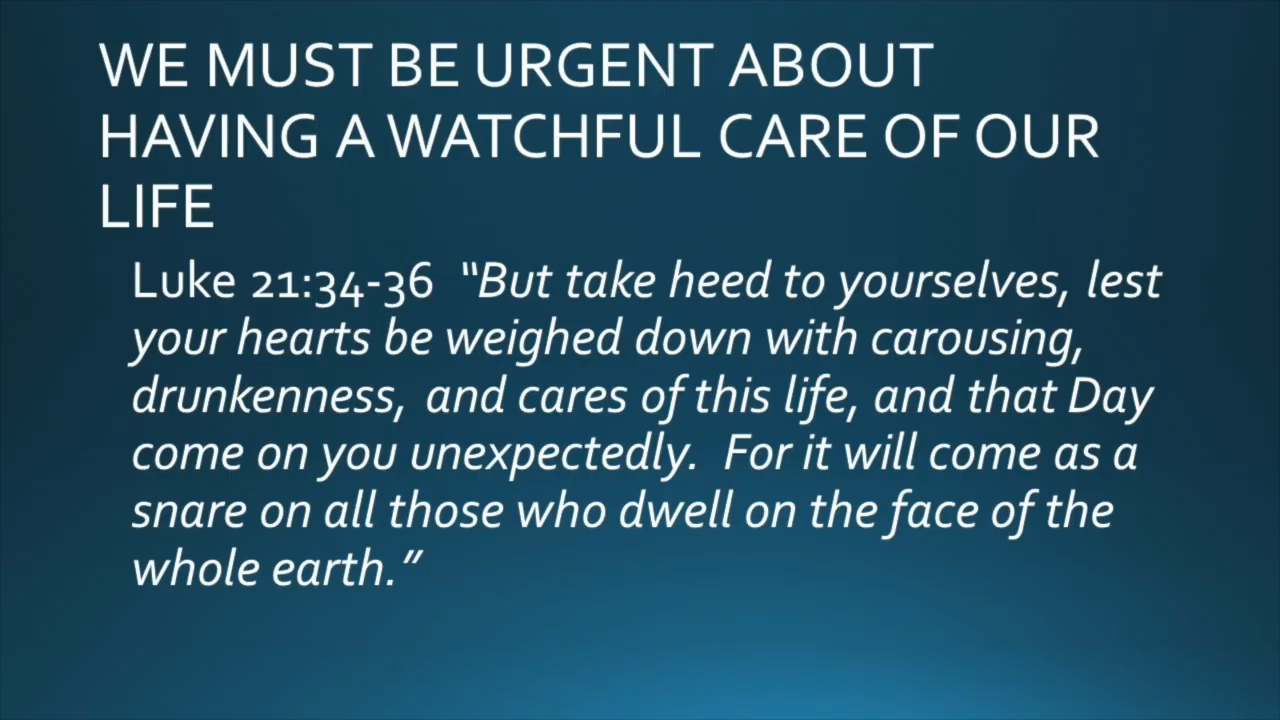 WE MUST BE URGENT ABOUT
HAVING A WATCHFUL CARE OF OUR
LIFE
Luke 21:34-36 “But take heed to yourselves, lest
your hearts be weighed down with carousing,
drunkenness, and cares of this life, and that Day
come on you unexpectedly. For it will come as a
snare on all those who dwell on the face of the
whole earth.”